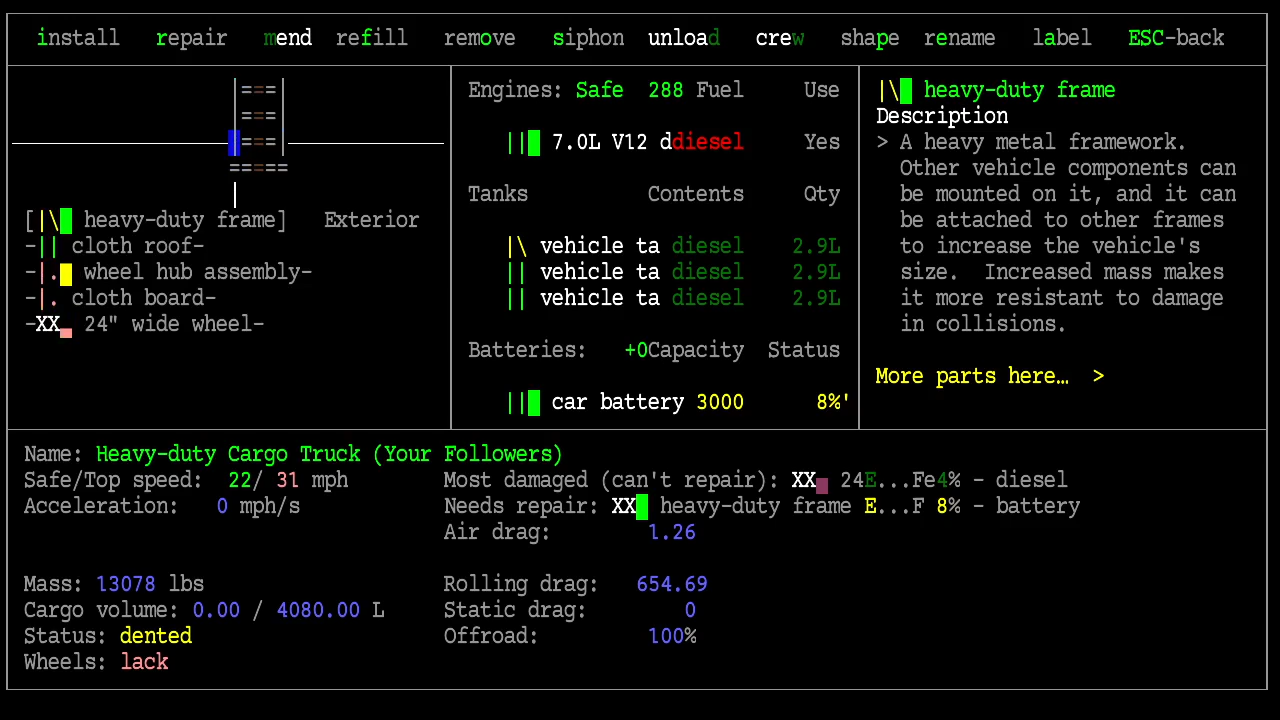 install repair mend refill remove siphon unload crew shape rename label ESC-back
|===|
|===|
|===|
=====
|
[|\ heavy-duty frame] Exterior
-|| cloth roof-
-|. wheel hub assembly-
-|. cloth board-
-XX 24" wide wheel-
Engines: Safe 288 Fuel Use
|| 7.0L V12 ddiesel Yes
Tanks Contents Qty
|\ vehicle ta diesel 2.9L
|| vehicle ta diesel 2.9L
|| vehicle ta diesel 2.9L
Batteries: +0Capacity Status
|| car battery 3000 8%'
|\ heavy-duty frame
Description
> A heavy metal framework.
Other vehicle components can
be mounted on it, and it can
be attached to other frames
to increase the vehicle's
size. Increased mass makes
it more resistant to damage
in collisions.
More parts here… >
Name: Heavy-duty Cargo Truck (Your Followers)
Safe/Top speed: 22/ 31 mph
Acceleration: 0 mph/s
Mass: 13078 lbs
Cargo volume: 0.00 / 4080.00 L
Status: dented
Wheels: lack
Most damaged (can't repair): XX 24E...Fe4% - diesel
Needs repair: XX heavy-duty frame E...F 8% - battery
Air drag: 1.26
Rolling drag: 654.69
Static drag: 0
Offroad: 100%